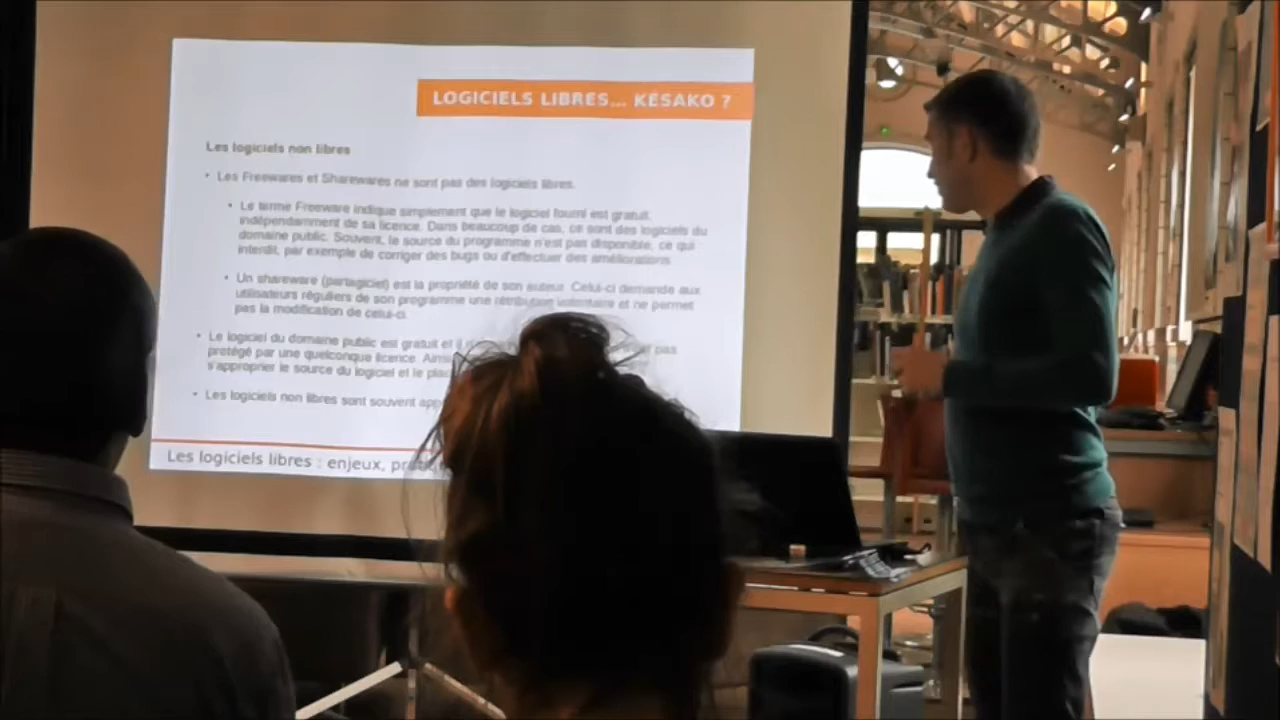 LOGICIELS LIBRES... KÉSAKO ?
Les logiciels non libres
• Les Freewares et Sharewares ne sont pas des logiciels libres.
• Le terme Freeware indique simplement que le logiciel fourni est gratuit,
indépendamment de sa licence. Dans beaucoup de cas, ce sont des logiciels du
domaine public. Souvent, le source du programme n'est pas disponible, ce qui
interdit, par exemple de corriger des bugs ou d'effectuer des améliorations
• Un shareware (partagiciel) est la propriété de son auteur. Celui-ci demande aux
utilisateurs réguliers de son programme une rétribution volontaire et ne permet
pas la modification de celui-ci.
• Le logiciel du domaine public est gratuit et il pas
protégé par une quelconque licence. Ainsi
s'approprier le source du logiciel et le
• Les logiciels non libres sont souvent
Les logiciels libres : enjeux,